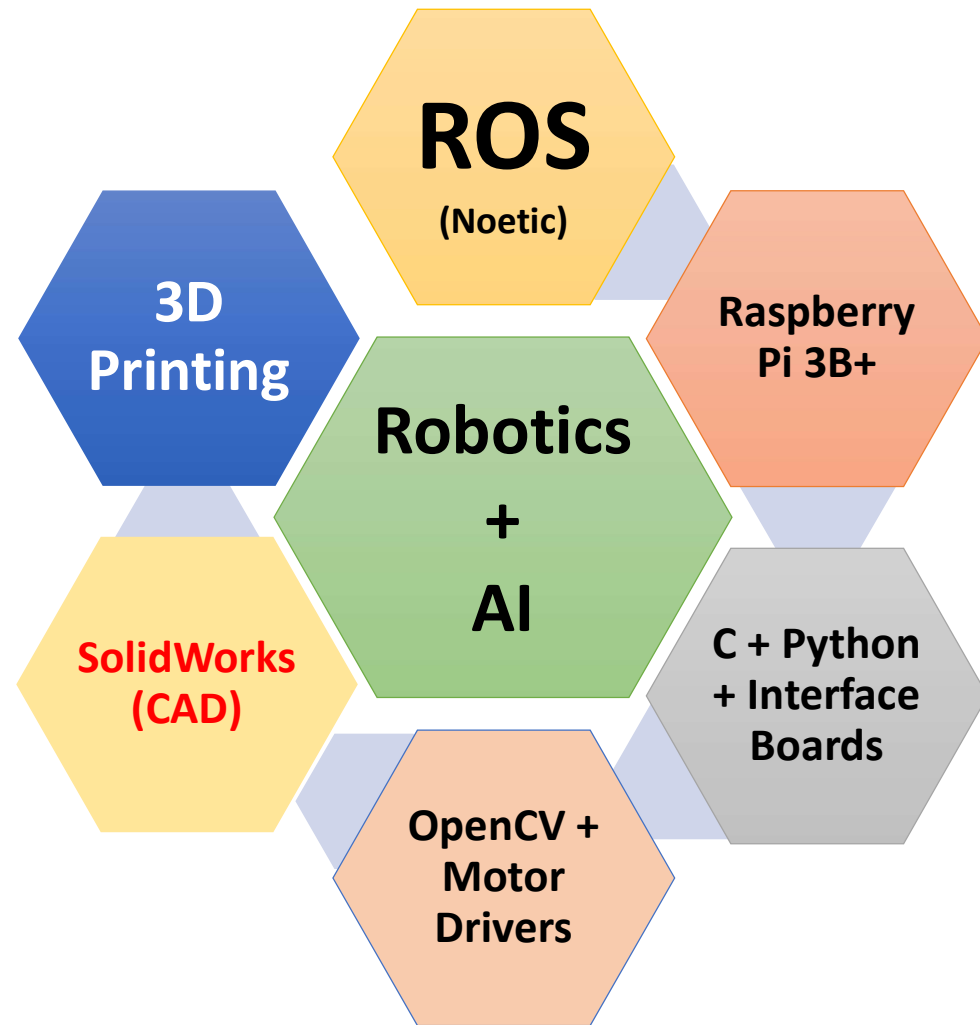 ROS
(Noetic)
3D
Printing
Raspberry
Pi 3B+
Robotics
+
AI
SolidWorks
(CAD)
C + Python
+ Interface
Boards
OpenCV +
Motor
Drivers